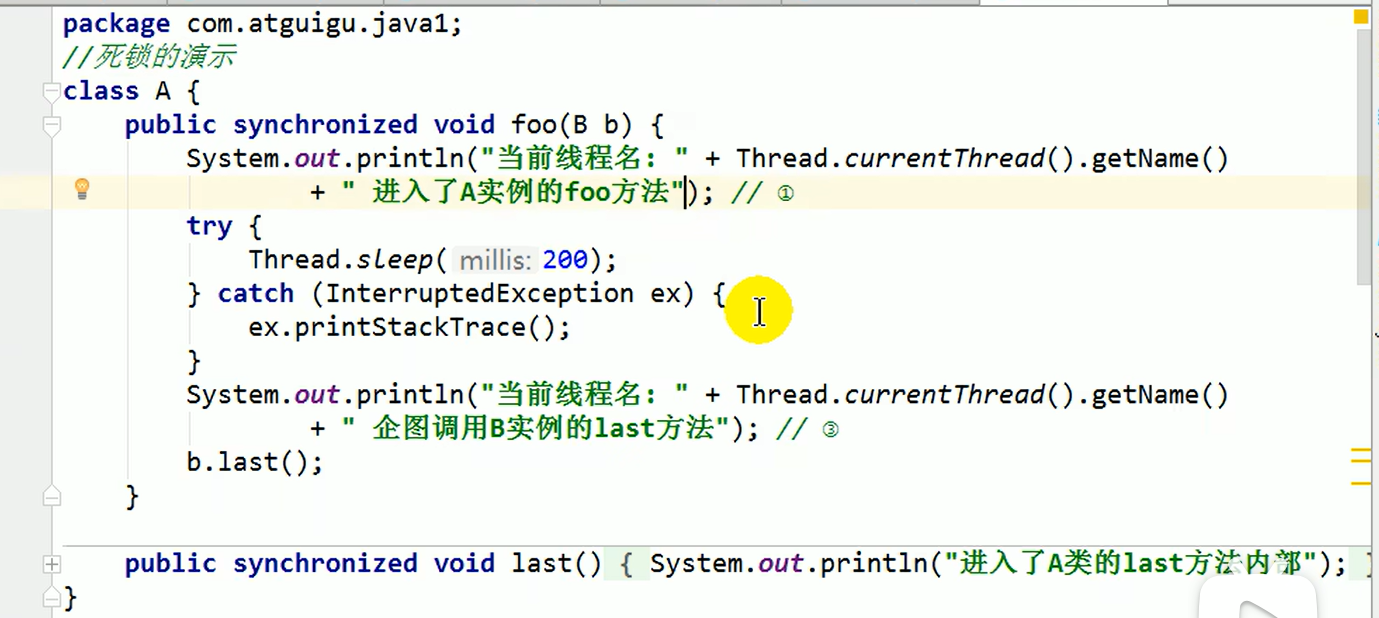 package com.atguigu.java1;
//死锁的演示
class A {
    public synchronized void foo(B b) {
        System.out.println("当前线程名: " + Thread.currentThread().getName()
                + " 进入了A实例的foo方法"); // ①
        try {
            Thread.sleep( millis: 200);
        } catch (InterruptedException ex) {
            ex.printStackTrace();
        }
        System.out.println("当前线程名: " + Thread.currentThread().getName()
                + " 企图调用B实例的last方法"); // ③
        b.last();
    }
    public synchronized void last() { System.out.println("进入了A类的last方法内部"); }
}